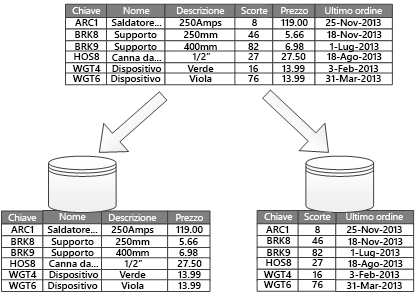 Chiave Nome Descrizione Scorte Prezzo Ultimo ordine
ARC1 Saldatore... 250Amps 8 119.00 25-Nov-2013
BRK8 Supporto 250mm 46 5.66 18-Nov-2013
BRK9 Supporto 400mm 82 6.98 1-Lug-2013
HOS8 Canna da... 1/2" 27 27.50 18-Ago-2013
WGT4 Dispositivo Verde 16 13.99 3-Feb-2013
WGT6 Dispositivo Viola 76 13.99 31-Mar-2013
Chiave Nome Descrizione Prezzo
ARC1 Saldatore... 250Amps 119.00
BRK8 Supporto 250mm 5.66
BRK9 Supporto 400mm 6.98
HOS8 Canna da... 1/2" 27.50
WGT4 Dispositivo Verde 13.99
WGT6 Dispositivo Viola 13.99
Chiave Scorte Ultimo ordine
ARC1 8 25-Nov-2013
BRK8 46 18-Nov-2013
BRK9 82 1-Lug-2013
HOS8 27 18-Ago-2013
WGT4 16 3-Feb-2013
WGT6 76 31-Mar-2013